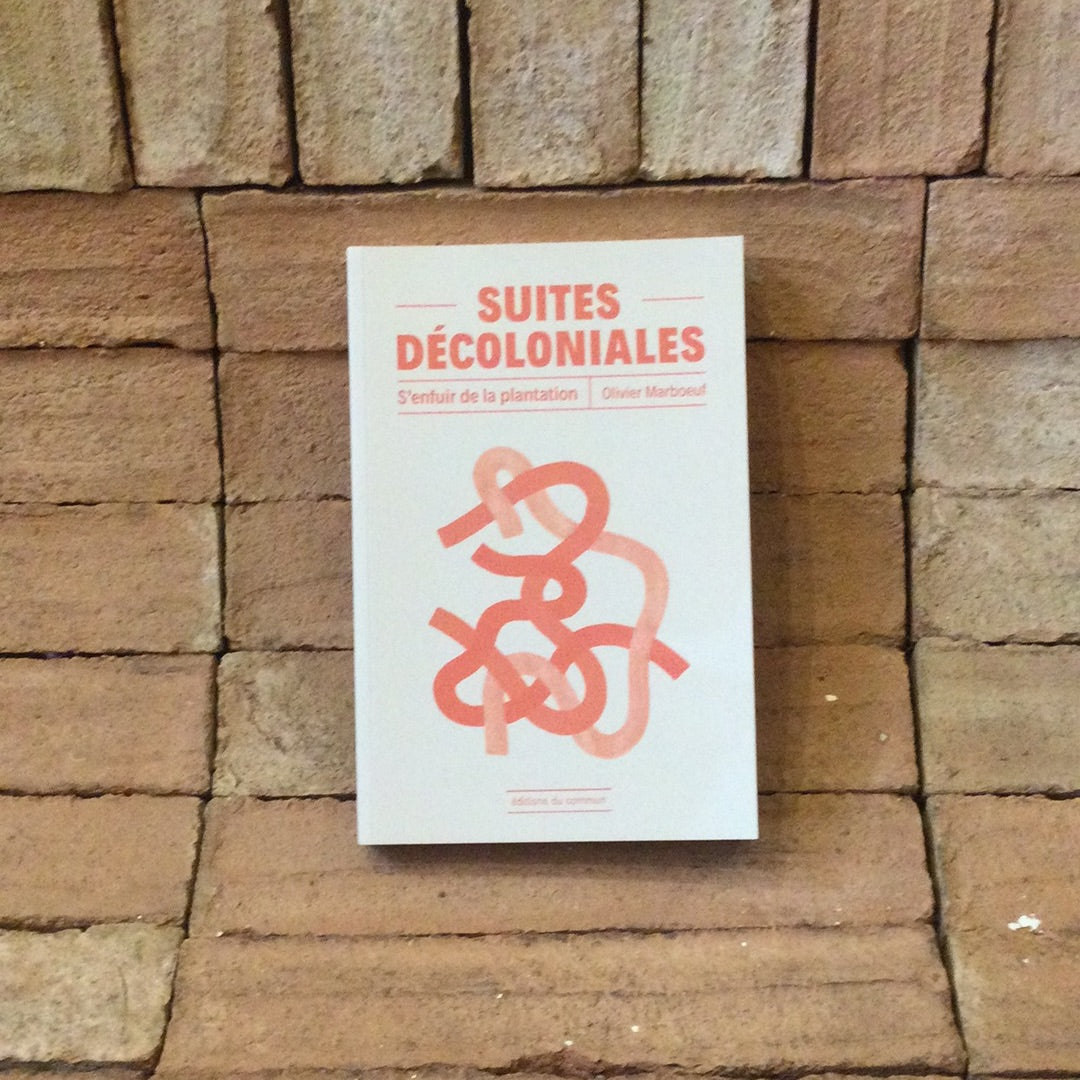 SUITES
DÉCOLONIALES
S'enfuir de la plantation Olivier Marboeuf
éditions du commun